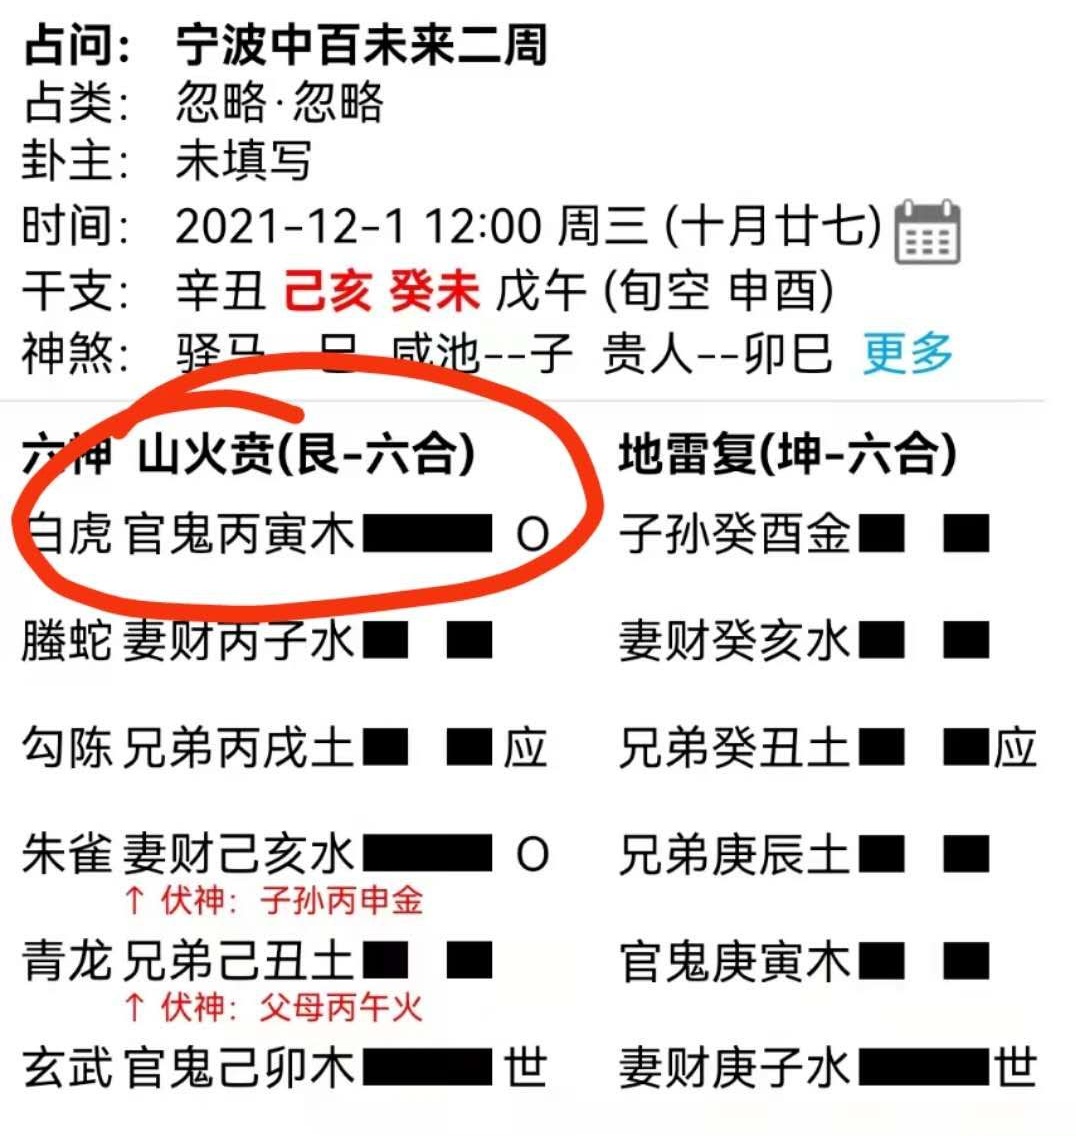 占问： 宁波中百未来二周
占类： 忽略·忽略
卦主： 未填写
时间： 2021-12-1 12:00 周三 (十月廿七)
干支： 辛丑 己亥 癸未 戊午 (旬空 申酉)
神煞： 驿马--巳 咸池--子 贵人--卯巳 更多
六神 山火贲(艮-六合) 地雷复(坤-六合)
白虎 官鬼丙寅木 O 子孙癸酉金
螣蛇 妻财丙子水 妻财癸亥水
勾陈 兄弟丙戌土 应 兄弟癸丑土 应
朱雀 妻财己亥水 O 兄弟庚辰土
↑ 伏神：子孙丙申金
青龙 兄弟己丑土 官鬼庚寅木
↑ 伏神：父母丙午火
玄武 官鬼己卯木 世 妻财庚子水 世